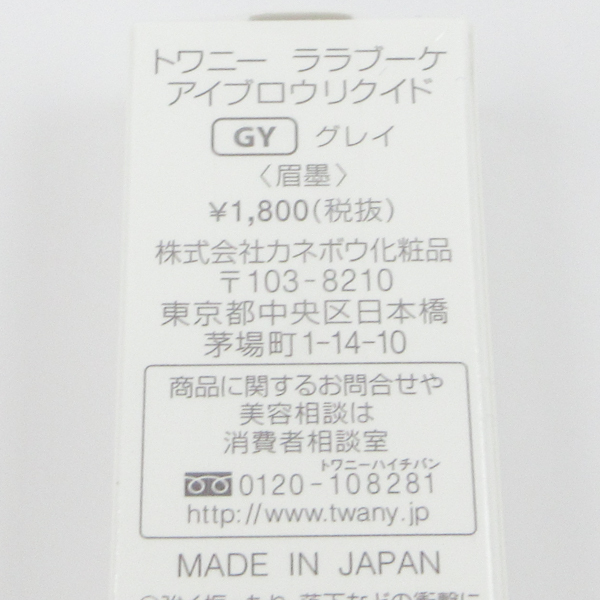 トワニー ララブーケ
アイブロウリクイド
GY グレイ
〈眉墨〉
¥1,800(税抜)
株式会社カネボウ化粧品
〒103-8210
東京都中央区日本橋
茅場町1-14-10
商品に関するお問合せや
美容相談は
消費者相談室
トワニーハイチバン
0120-108281
http://www.twany.jp
MADE IN JAPAN